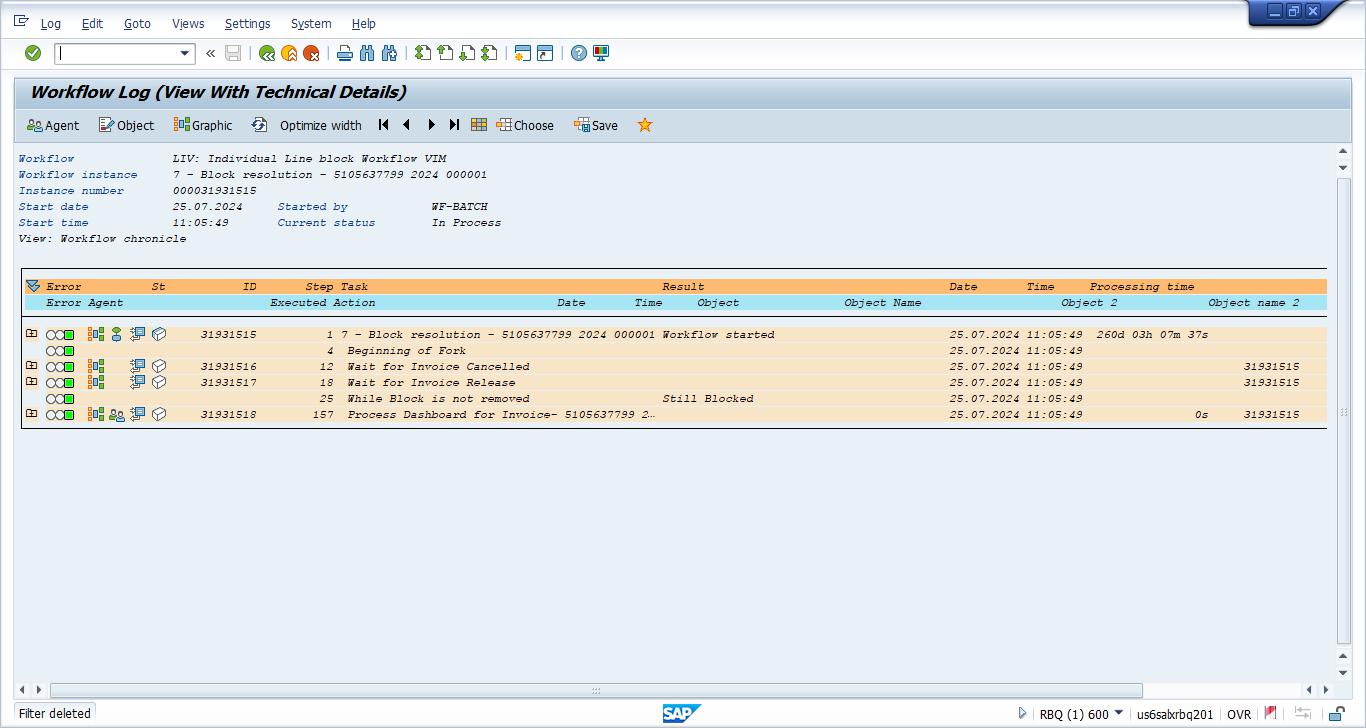 Log Edit Goto Views Settings System Help
Workflow Log (View With Technical Details)
Agent Object Graphic Optimize width Choose Save
Workflow LIV: Individual Line block Workflow VIM
Workflow instance 7 - Block resolution - 5105637799 2024 000001
Instance number 000031931515
Start date 25.07.2024 Started by WF-BATCH
Start time 11:05:49 Current status In Process
View: Workflow chronicle
Error St ID Step Task Result Date Time Processing time
Error Agent Executed Action Date Time Object Object Name Object 2 Object name 2
31931515 1 7 - Block resolution - 5105637799 2024 000001 Workflow started 25.07.2024 11:05:49 260d 03h 07m 37s
4 Beginning of Fork 25.07.2024 11:05:49
31931516 12 Wait for Invoice Cancelled 25.07.2024 11:05:49 31931515
31931517 18 Wait for Invoice Release 25.07.2024 11:05:49 31931515
25 While Block is not removed Still Blocked 25.07.2024 11:05:49
31931518 157 Process Dashboard for Invoice- 5105637799 2… 25.07.2024 11:05:49 0s 31931515
Filter deleted SAP RBQ (1) 600 us6salxrbq201 OVR